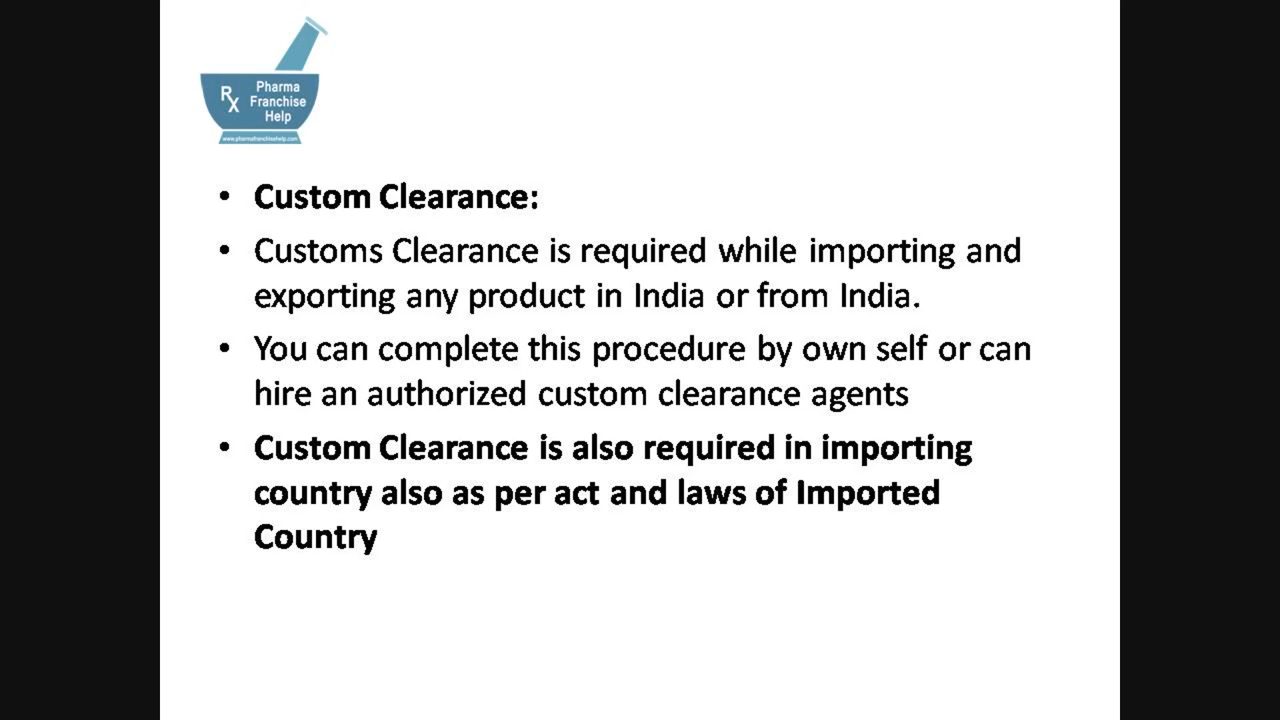 Rx
Pharma
Franchise
Help
www.pharmafranchisehelp.com
• Custom Clearance:
• Customs Clearance is required while importing and
exporting any product in India or from India.
• You can complete this procedure by own self or can
hire an authorized custom clearance agents
• Custom Clearance is also required in importing
country also as per act and laws of Imported
Country